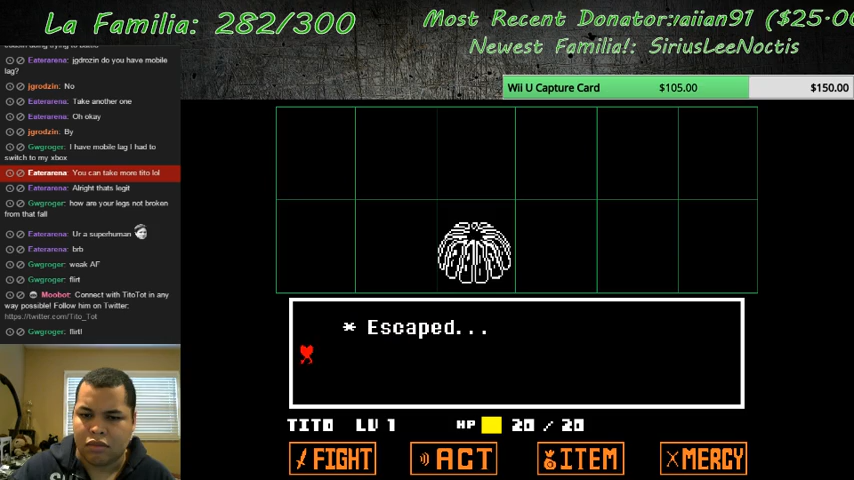 La Familia: 282/300
Most Recent Donator: aiian91 ($25.00
Newest Familia!: SiriusLeeNoctis
Wii U Capture Card $105.00 $150.00
Eaterarena: jgdrozin do you have mobile
lag?
jgrodzin: No
Eaterarena: Take another one
Eaterarena: Oh okay
jgrodzin: By
Gwgroger: I have mobile lag I had to
switch to my xbox
Eaterarena: You can take more tito lol
Eaterarena: Alright thats legit
Gwgroger: how are your legs not broken
from that fall
Eaterarena: Ur a superhuman
Eaterarena: brb
Gwgroger: weak AF
Gwgroger: flirt
Moobot: Connect with TitoTot in any
way possible! Follow him on Twitter:
https://twitter.com/Tito_Tot
Gwgroger: flirt!
* Escaped...
TITO LV 1 HP 20 / 20
FIGHT ACT ITEM MERCY